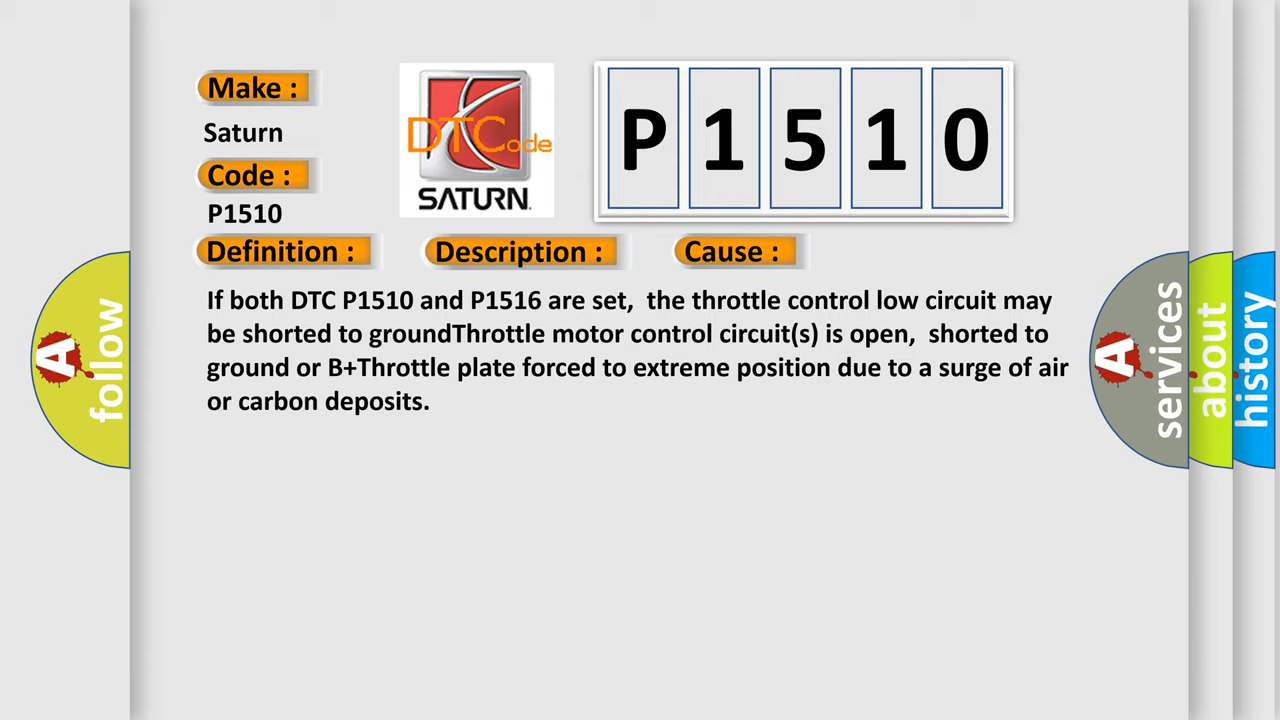 Make :
Saturn
Code :
P1510
DTCode
SATURN
P 1 5 1 0
Definition : Description : Cause :
If both DTC P1510 and P1516 are set,  the throttle control low circuit may
be shorted to groundThrottle motor control circuit(s) is open,  shorted to
ground or B+Throttle plate forced to extreme position due to a surge of air
or carbon deposits.
A follow
A services
about
history